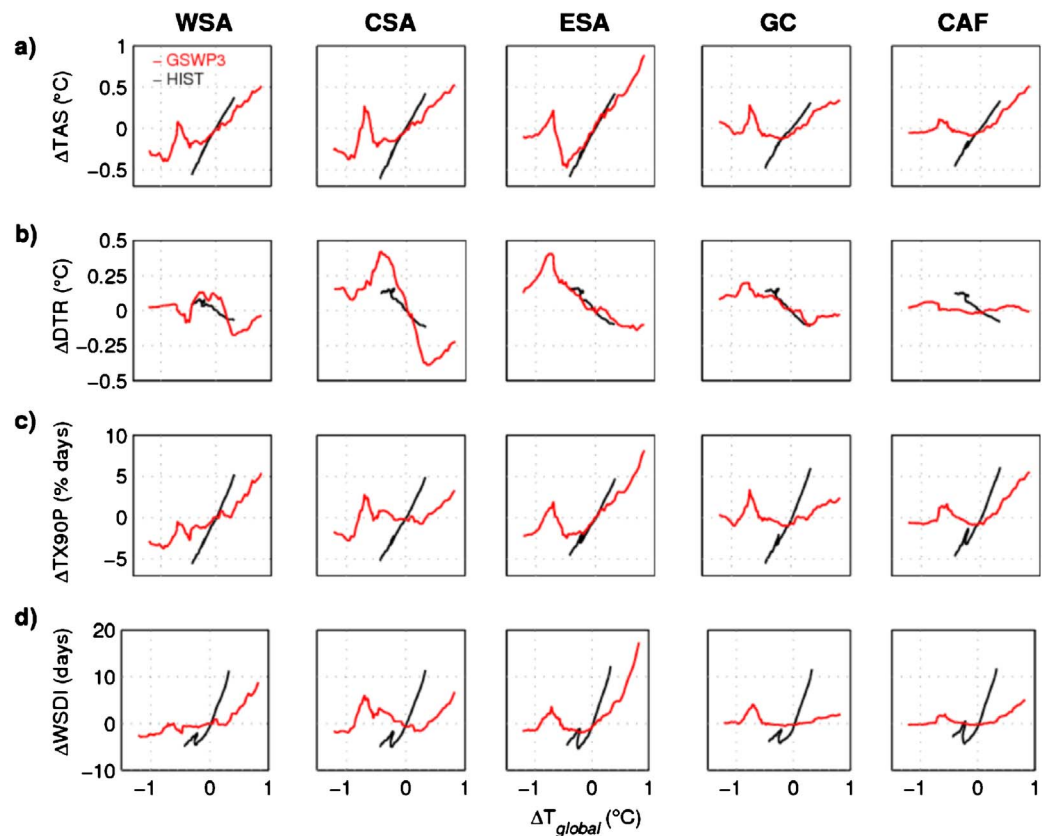 WSA CSA ESA GC CAF
a)
ΔTAS (°C)
1
0.5
0
−0.5
– GSWP3
– HIST
b)
ΔDTR (°C)
0.5
0.25
0
−0.25
−0.5
c)
ΔTX90P (% days)
10
5
0
−5
d)
ΔWSDI (days)
20
10
0
−10
−1 0 1 −1 0 1 −1 0 1 −1 0 1 −1 0 1
ΔT global (°C)